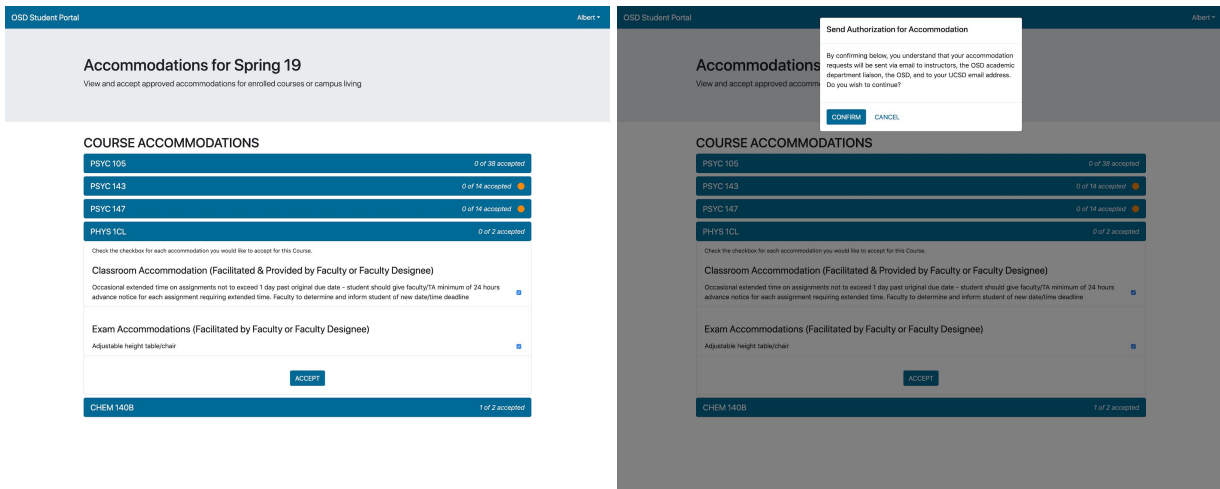 OSD Student Portal
Albert
Accommodations for Spring 19
View and accept approved accommodations for enrolled courses or campus living
COURSE ACCOMMODATIONS
PSYC 105
0 of 38 accepted
PSYC 143
0 of 14 accepted
PSYC 147
0 of 14 accepted
PHYS 1CL
0 of 2 accepted
Check the checkbox for each accommodation you would like to accept for this Course.
Classroom Accommodation (Facilitated & Provided by Faculty or Faculty Designee)
Occasional extended time on assignments not to exceed 1 day past original due date - student should give faculty/TA minimum of 24 hours
advance notice for each assignment requiring extended time. Faculty to determine and inform student of new date/time deadline
Exam Accommodations (Facilitated by Faculty or Faculty Designee)
Adjustable height table/chair
ACCEPT
CHEM 140B
1 of 2 accepted
OSD Student Portal
Albert
Send Authorization for Accommodation
By confirming below, you understand that your accommodation
requests will be sent via email to instructors, the OSD academic
department liaison, the OSD, and to your UCSD email address.
Do you wish to continue?
CONFIRM
CANCEL
Accommodations
View and accept approved accomm
COURSE ACCOMMODATIONS
PSYC 105
0 of 38 accepted
PSYC 143
0 of 14 accepted
PSYC 147
0 of 14 accepted
PHYS 1CL
0 of 2 accepted
Check the checkbox for each accommodation you would like to accept for this Course.
Classroom Accommodation (Facilitated & Provided by Faculty or Faculty Designee)
Occasional extended time on assignments not to exceed 1 day past original due date - student should give faculty/TA minimum of 24 hours
advance notice for each assignment requiring extended time. Faculty to determine and inform student of new date/time deadline
Exam Accommodations (Facilitated by Faculty or Faculty Designee)
Adjustable height table/chair
ACCEPT
CHEM 140B
1 of 2 accepted